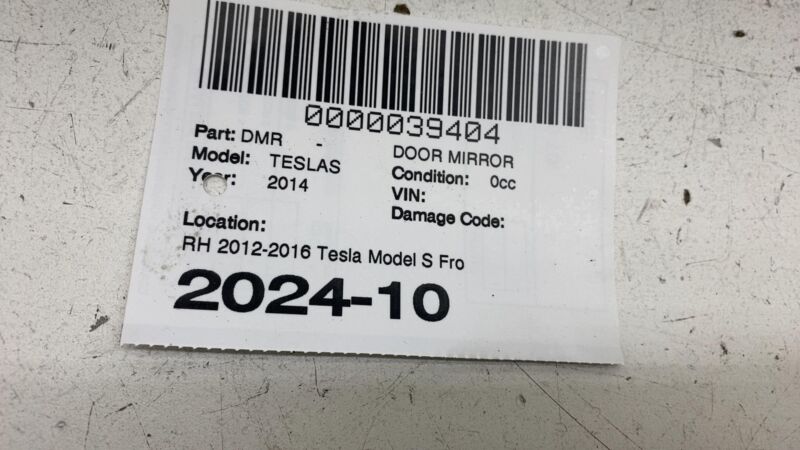 0000039404
Part: DMR - DOOR MIRROR
Model: TESLAS Condition: 0cc
Year: 2014 VIN:
Damage Code:
Location:
RH 2012-2016 Tesla Model S Fro
2024-10